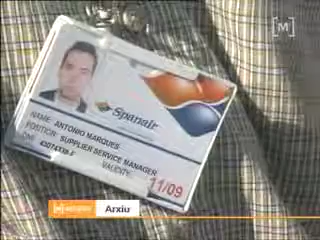 [M]
Spanair
NAME: ANTONIO MARQUES
POSITION: SUPPLIER SERVICE MANAGER
VALIDITY:
11/09
[M]
Arxiu